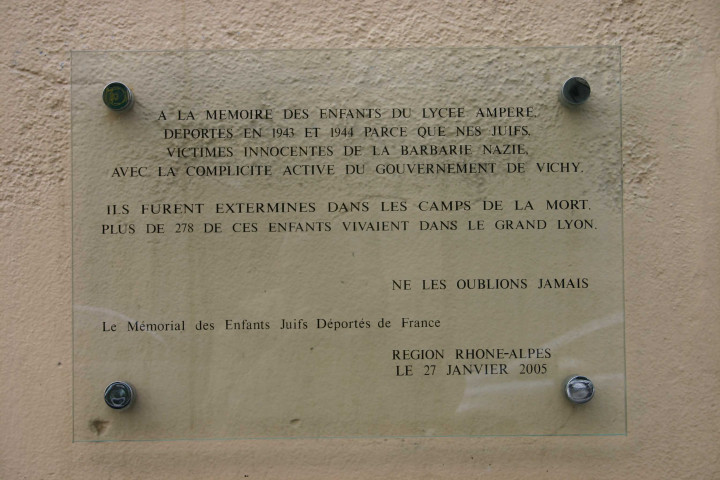 A LA MEMOIRE DES ENFANTS DU LYCEE AMPERE,
DEPORTES EN 1943 ET 1944 PARCE QUE NES JUIFS,
VICTIMES INNOCENTES DE LA BARBARIE NAZIE,
AVEC LA COMPLICITE ACTIVE DU GOUVERNEMENT DE VICHY.
ILS FURENT EXTERMINES DANS LES CAMPS DE LA MORT.
PLUS DE 278 DE CES ENFANTS VIVAIENT DANS LE GRAND LYON.
NE LES OUBLIONS JAMAIS
Le Mémorial des Enfants Juifs Déportés de France
REGION RHONE-ALPES
LE 27 JANVIER 2005